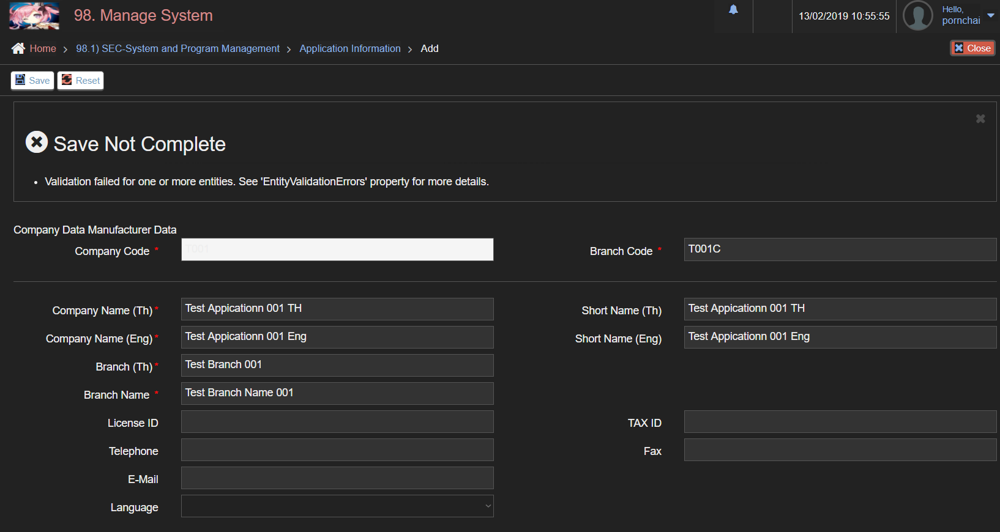 98. Manage System
13/02/2019 10:55:55
Hello,
pornchai
Home
98.1) SEC-System and Program Management
Application Information
Add
Close
Save
Reset
Save Not Complete
Validation failed for one or more entities. See 'EntityValidationErrors' property for more details.
Company Data Manufacturer Data
Company Code *
T001
Branch Code *
T001C
Company Name (Th) *
Test Appicationn 001 TH
Short Name (Th)
Test Appicationn 001 TH
Company Name (Eng) *
Test Appicationn 001 Eng
Short Name (Eng)
Test Appicationn 001 Eng
Branch (Th) *
Test Branch 001
Branch Name *
Test Branch Name 001
License ID
TAX ID
Telephone
Fax
E-Mail
Language